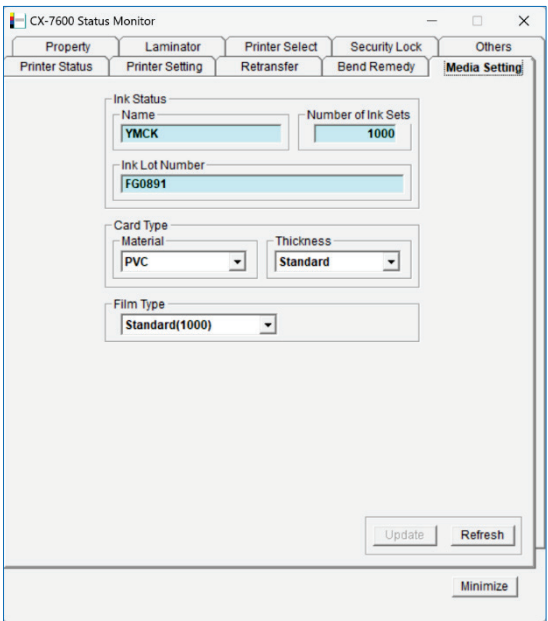 CX-7600 Status Monitor
Property Laminator Printer Select Security Lock Others
Printer Status Printer Setting Retransfer Bend Remedy Media Setting
Ink Status
Name Number of Ink Sets
YMCK 1000
Ink Lot Number
FG0891
Card Type
Material Thickness
PVC Standard
Film Type
Standard(1000)
Update Refresh
Minimize